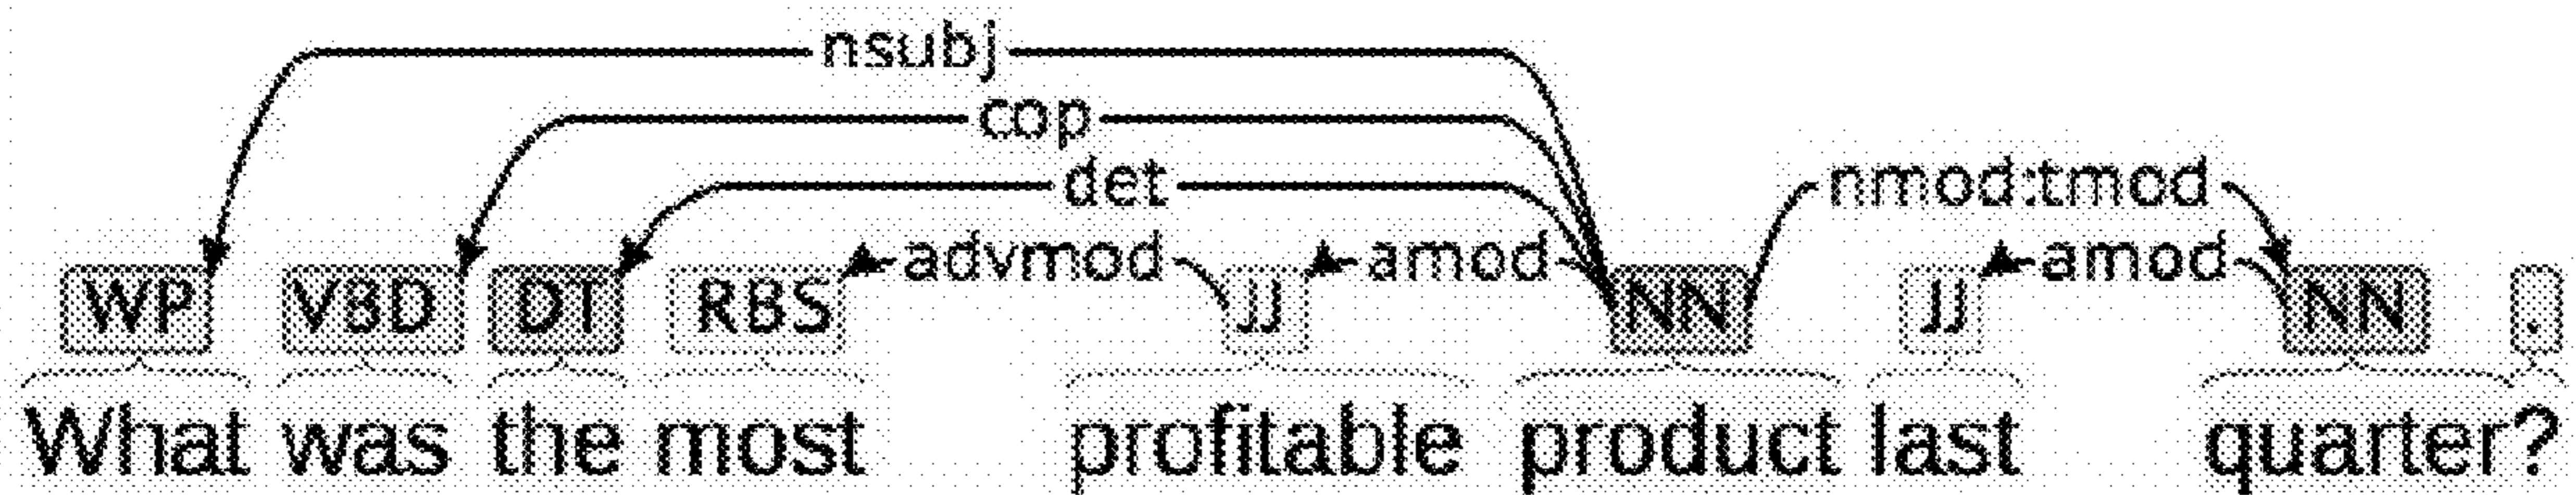 nsubj
cop
det
nmod:tmod
advmod amod amod
WP VBD DT RBS JJ NN JJ NN .
What was the most profitable product last quarter?